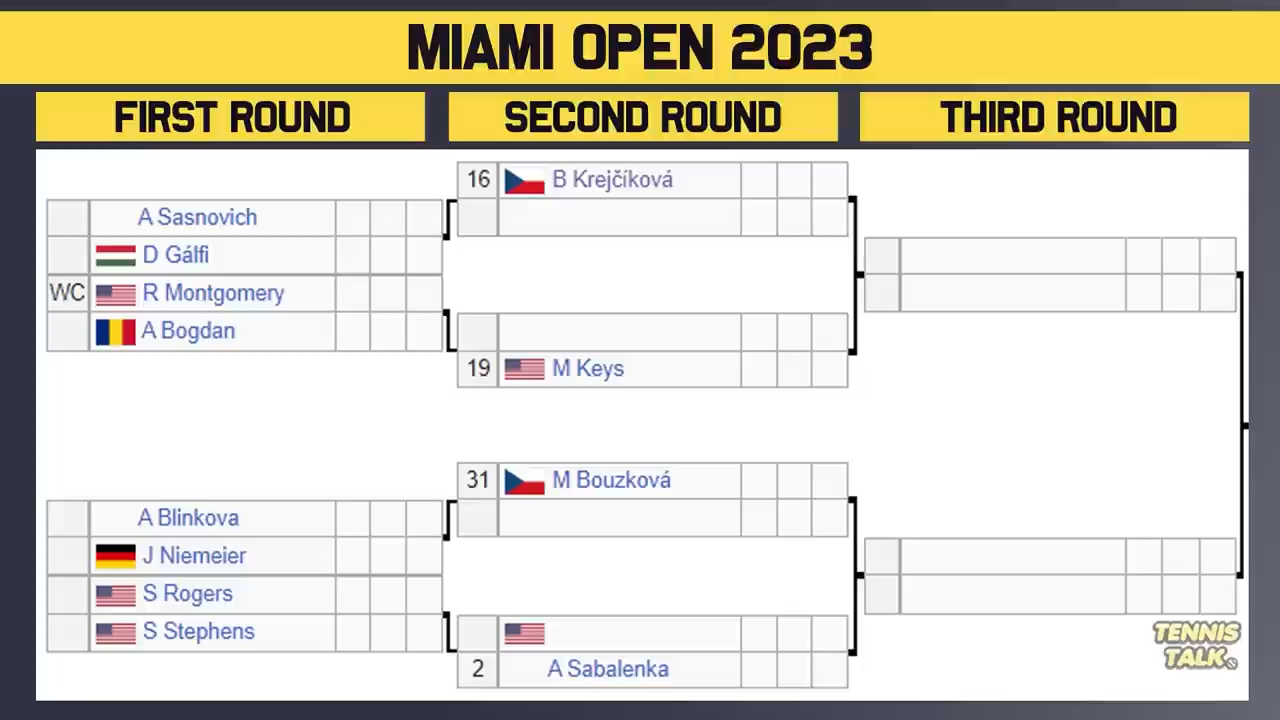 MIAMI OPEN 2023
FIRST ROUND
SECOND ROUND
THIRD ROUND
16 B Krejčíková
A Sasnovich
D Gálfi
WC R Montgomery
A Bogdan
19 M Keys
31 M Bouzková
A Blinkova
J Niemeier
S Rogers
S Stephens
2 A Sabalenka
TENNIS
TALK